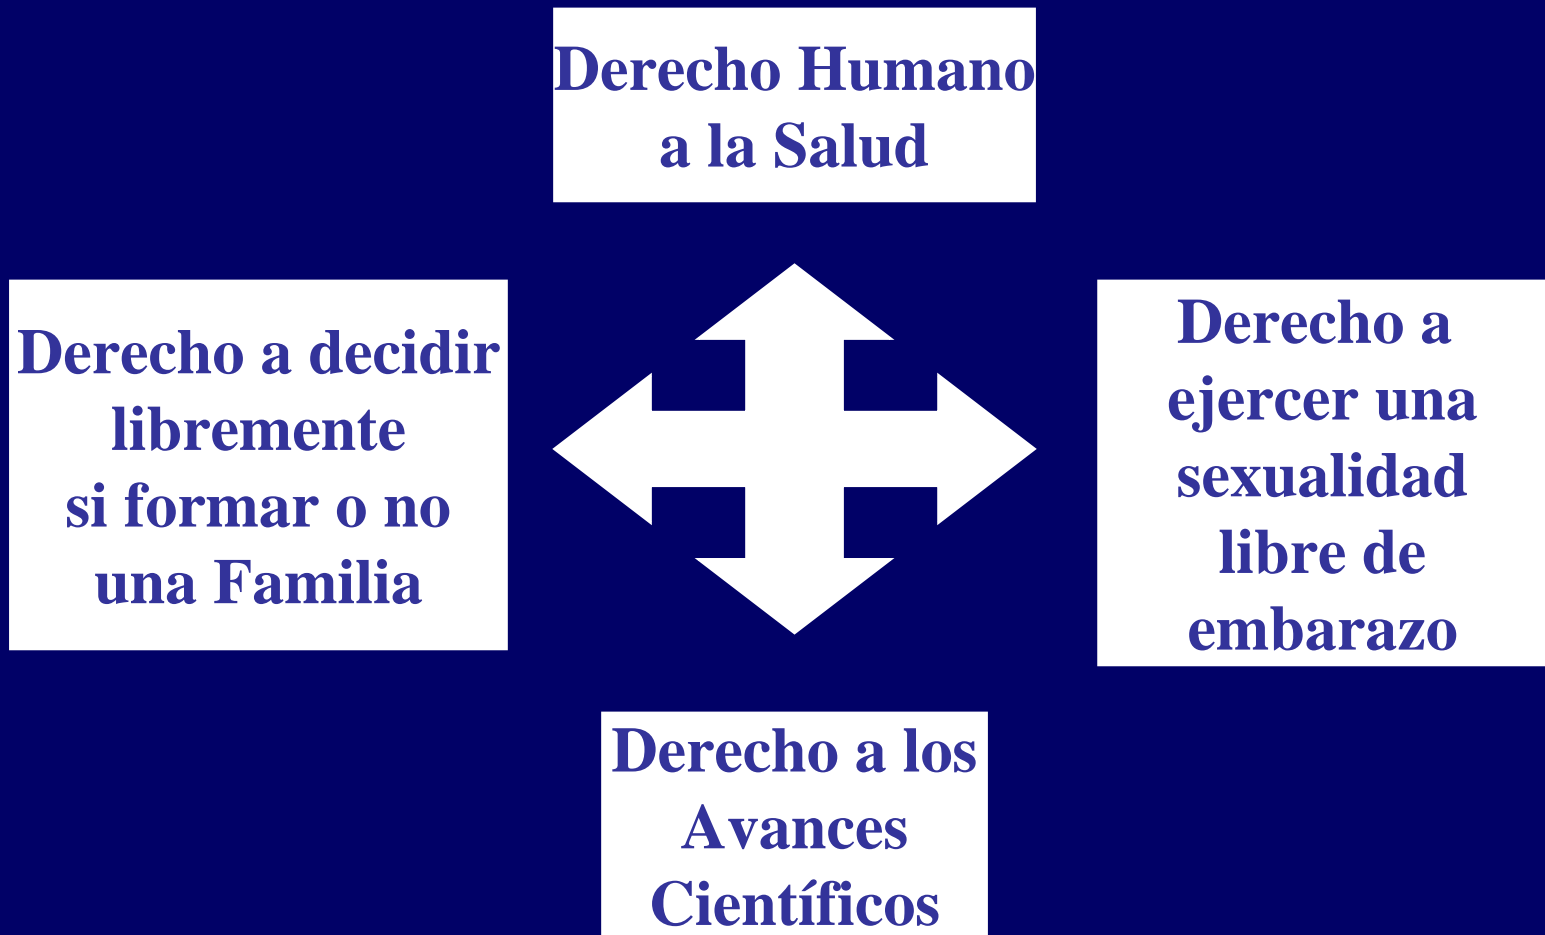 Derecho Humano
a la Salud
Derecho a decidir
libremente
si formar o no
una Familia
Derecho a
ejercer una
sexualidad
libre de
embarazo
Derecho a los
Avances
Científicos